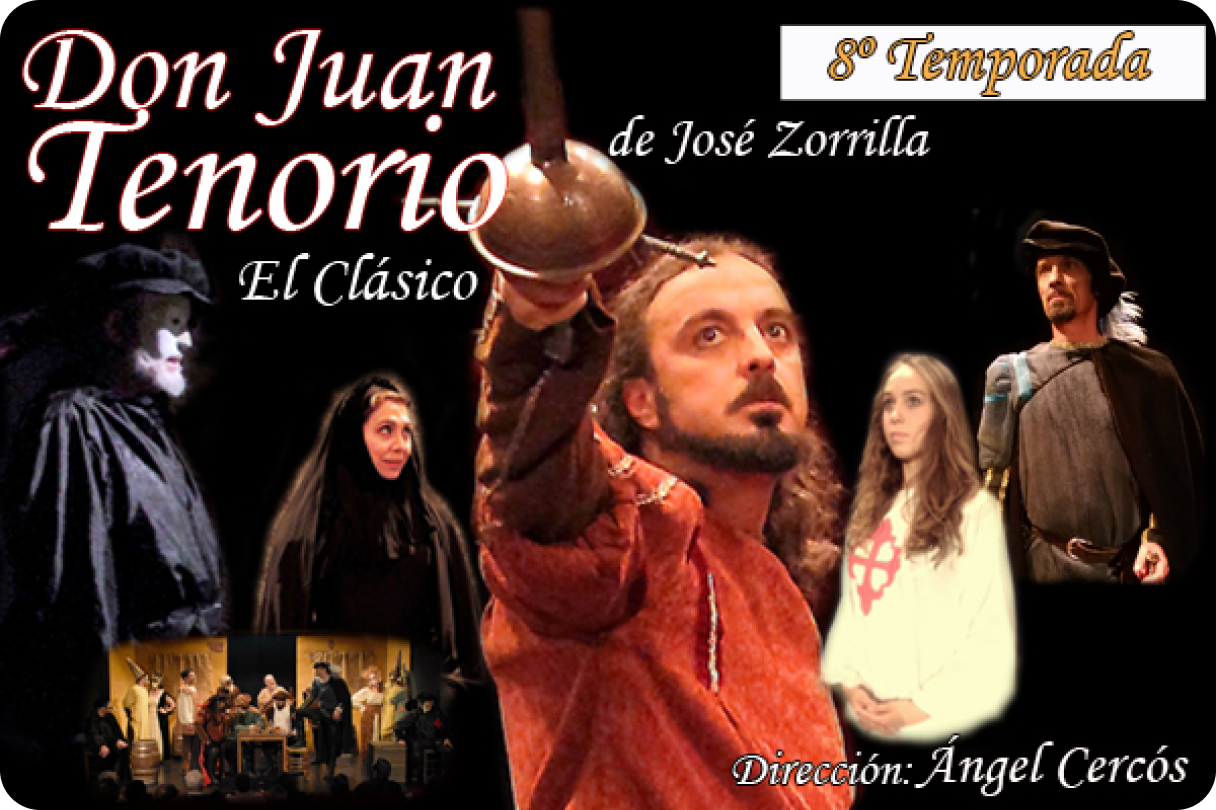 Don Juan
Tenorio
El Clásico
8º Temporada
de José Zorrilla
Dirección: Ángel Cercós